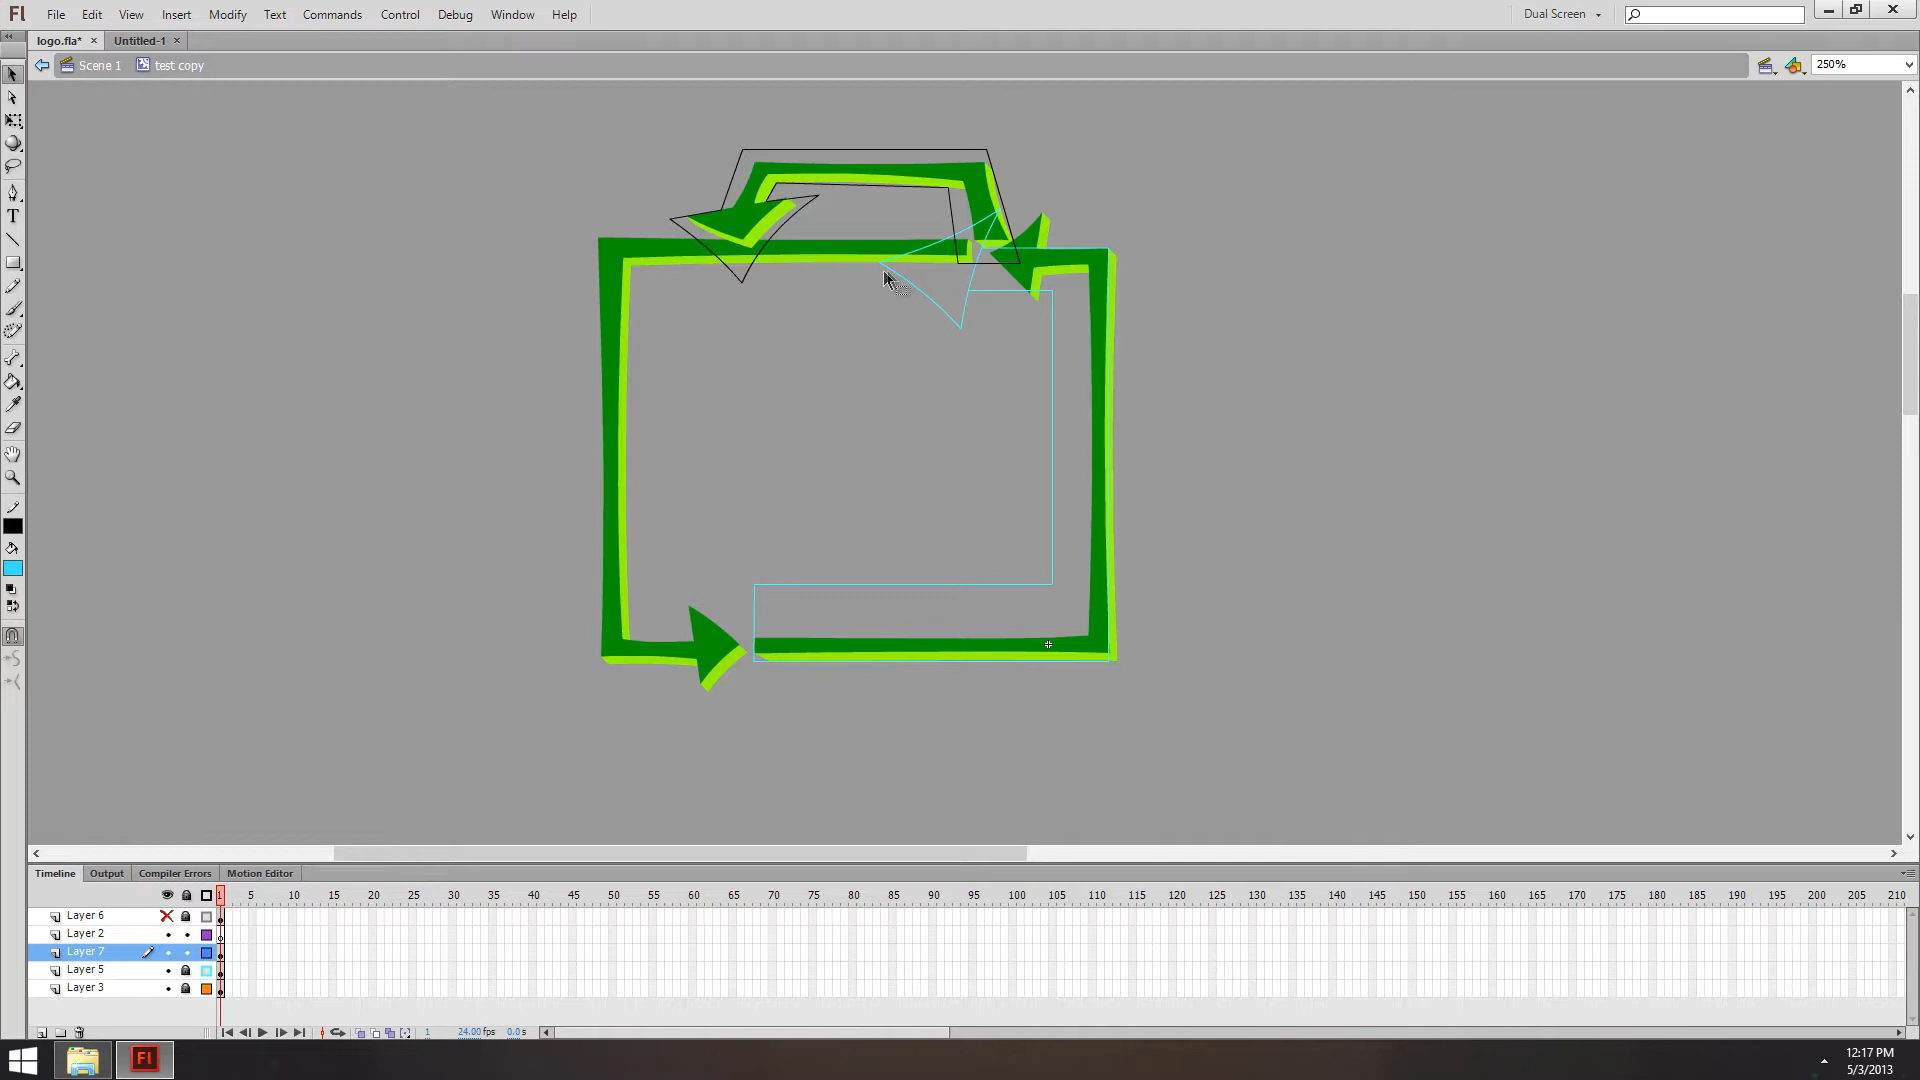 Fl File Edit View Insert Modify Text Commands Control Debug Window Help Dual Screen
logo.fla* × Untitled-1 ×
Scene 1 test copy 250%
T
Timeline Output Compiler Errors Motion Editor
1 5 10 15 20 25 30 35 40 45 50 55 60 65 70 75 80 85 90 95 100 105 110 115 120 125 130 135 140 145 150 155 160 165 170 175 180 185 190 195 200 205 210
Layer 6
Layer 2
Layer 7
Layer 5
Layer 3
1 24.00 fps 0.0 s
Fl 12:17 PM
5/3/2013